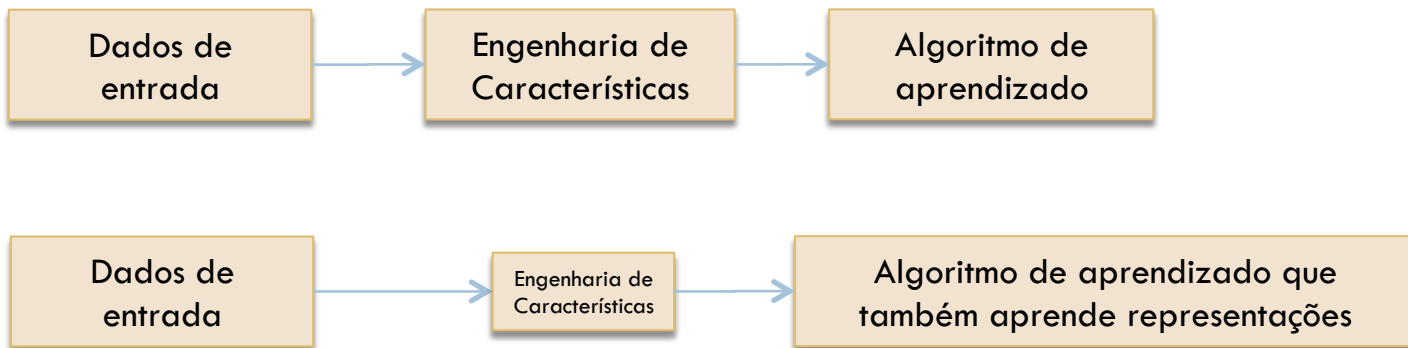 Dados de
entrada
Engenharia de
Características
Algoritmo de
aprendizado
Dados de
entrada
Engenharia de
Características
Algoritmo de aprendizado que
também aprende representações